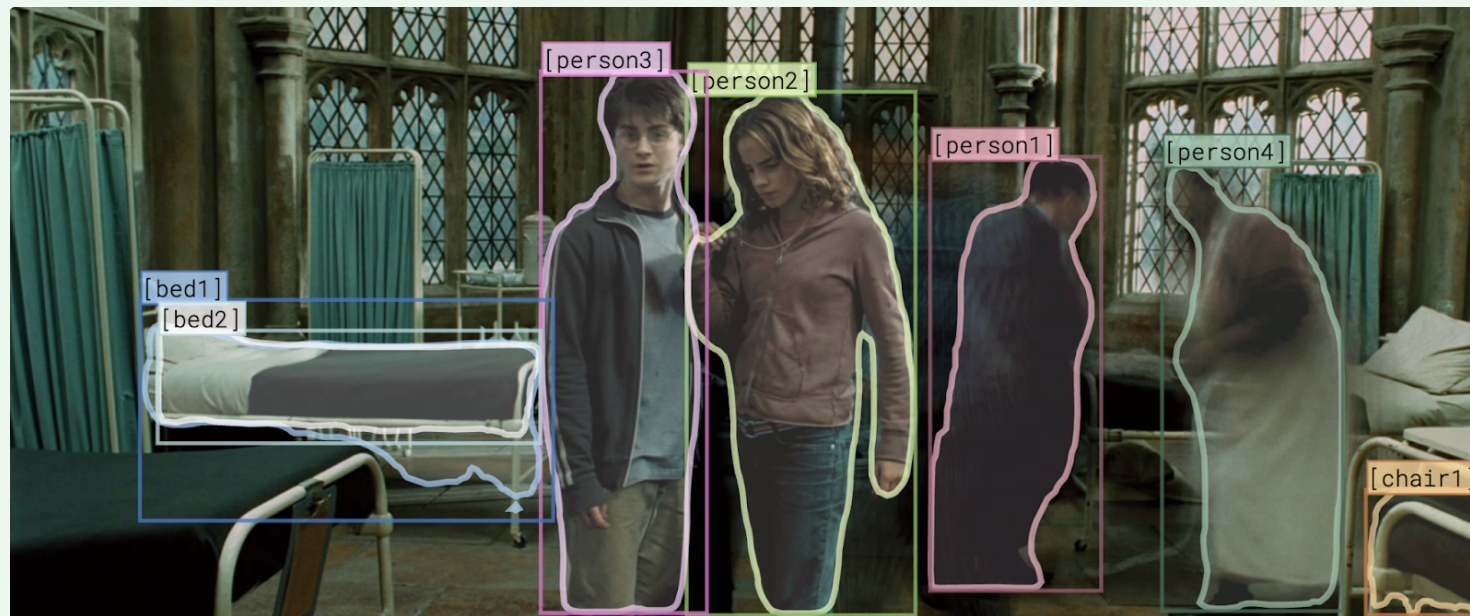 [person3]
[person2]
[person1]
[person4]
[bed1]
[bed2]
[chair1]